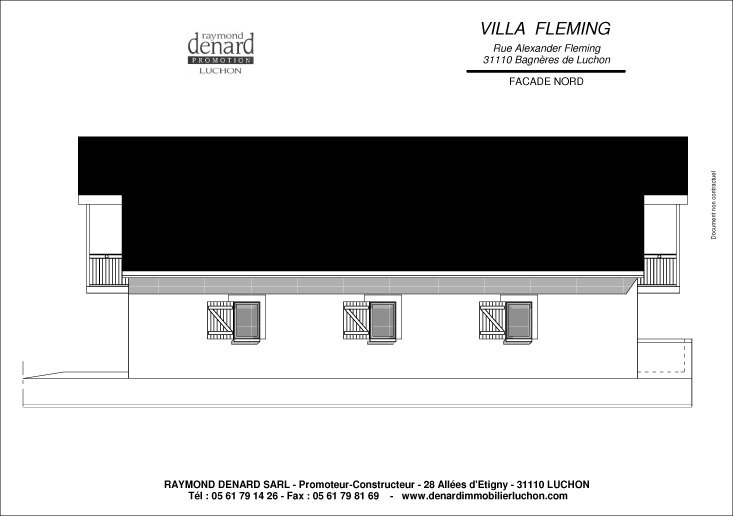 raymond
denard
PROMOTION
LUCHON
VILLA FLEMING
Rue Alexander Fleming
31110 Bagnères de Luchon
FACADE NORD
Document non contractuel
RAYMOND DENARD SARL - Promoteur-Constructeur - 28 Allées d'Etigny - 31110 LUCHON
Tél : 05 61 79 14 26 - Fax : 05 61 79 81 69 - www.denardimmobilierluchon.com